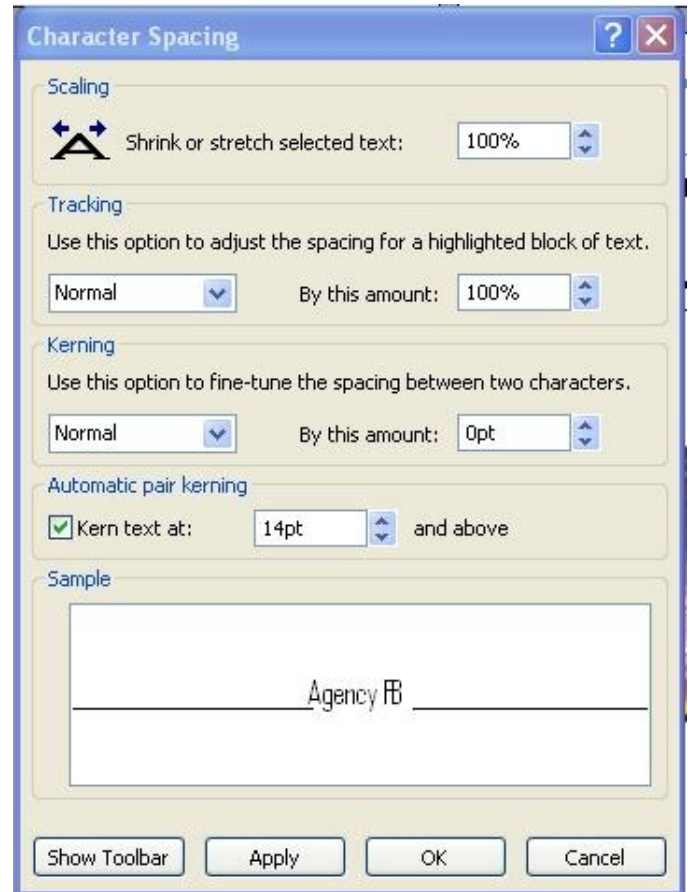 Character Spacing
Scaling
Shrink or stretch selected text: 100%
Tracking
Use this option to adjust the spacing for a highlighted block of text.
Normal By this amount: 100%
Kerning
Use this option to fine-tune the spacing between two characters.
Normal By this amount: 0pt
Automatic pair kerning
Kern text at: 14pt and above
Sample
Agency FB
Show Toolbar Apply OK Cancel